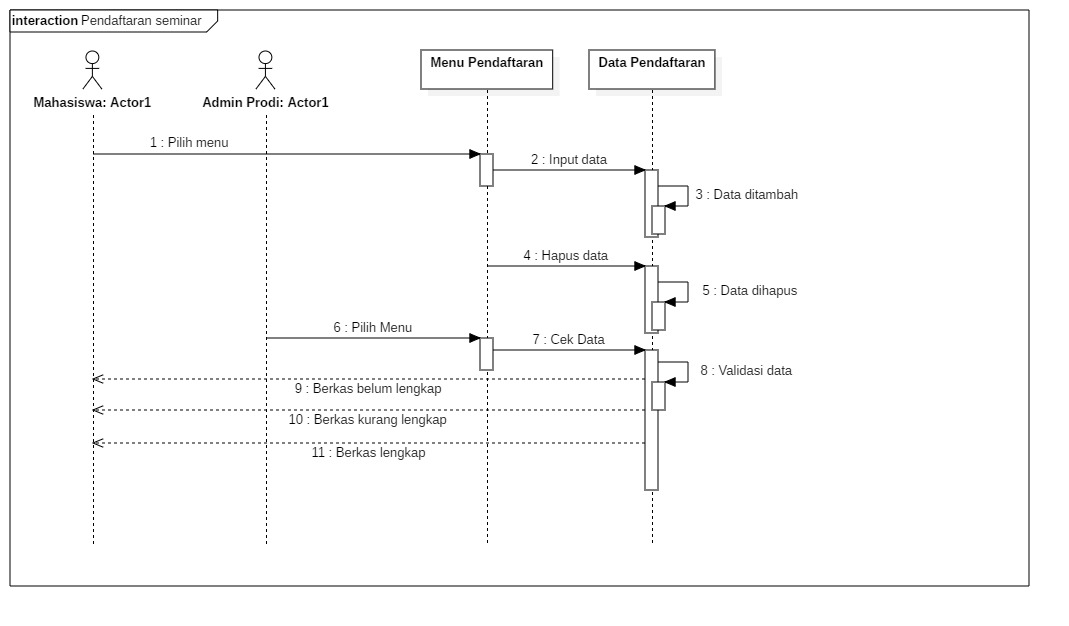 interaction Pendaftaran seminar
Mahasiswa: Actor1
Admin Prodi: Actor1
Menu Pendaftaran
Data Pendaftaran
1 : Pilih menu
2 : Input data
3 : Data ditambah
4 : Hapus data
5 : Data dihapus
6 : Pilih Menu
7 : Cek Data
8 : Validasi data
9 : Berkas belum lengkap
10 : Berkas kurang lengkap
11 : Berkas lengkap